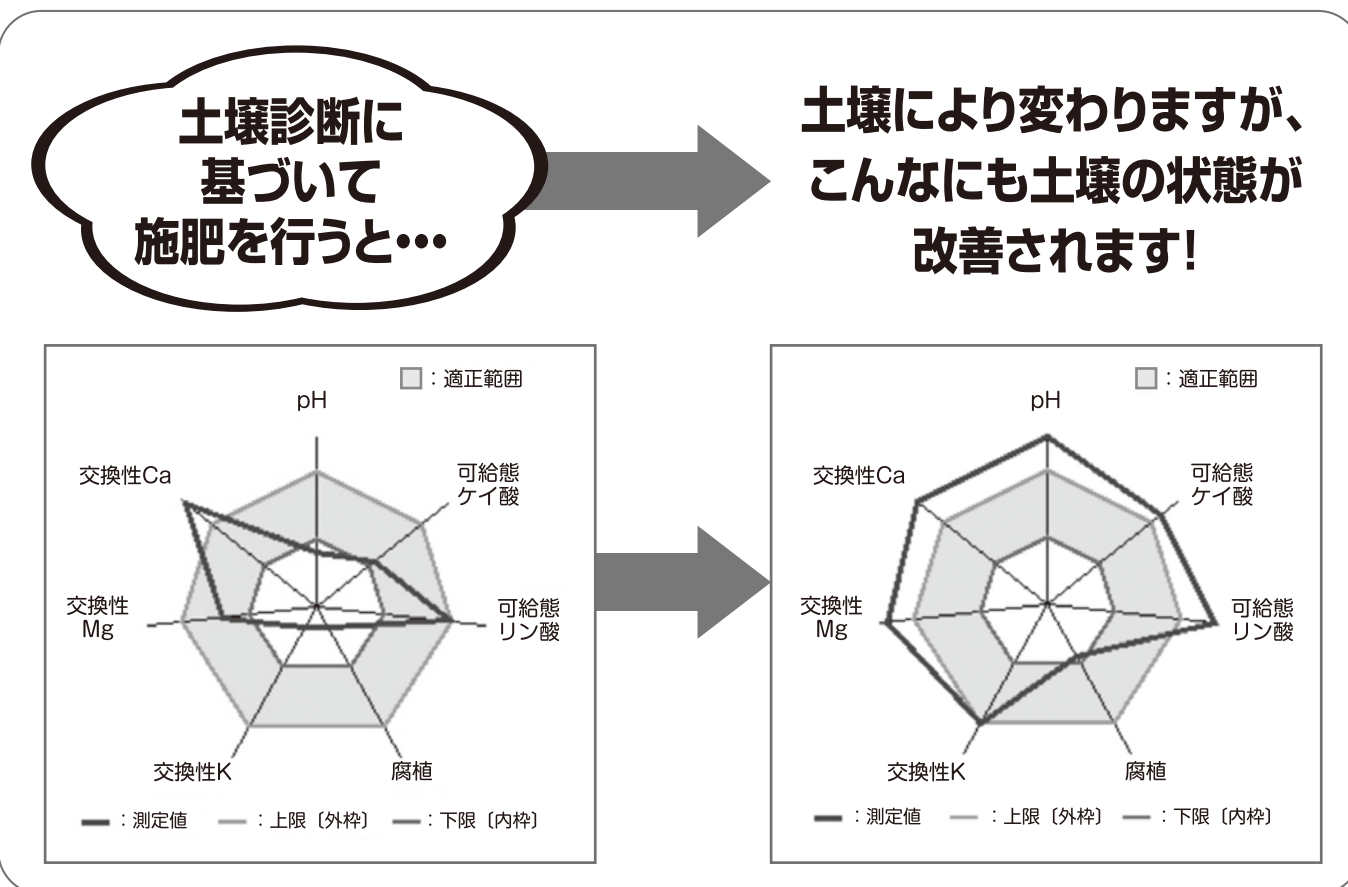 土壌診断に
基づいて
施肥を行うと…
土壌により変わりますが、
こんなにも土壌の状態が
改善されます!
：適正範囲
pH
交換性Ca
可給態
ケイ酸
交換性
Mg
可給態
リン酸
交換性K
腐植
：測定値
：上限〔外枠〕
：下限〔内枠〕
：適正範囲
pH
交換性Ca
可給態
ケイ酸
交換性
Mg
可給態
リン酸
交換性K
腐植
：測定値
：上限〔外枠〕
：下限〔内枠〕